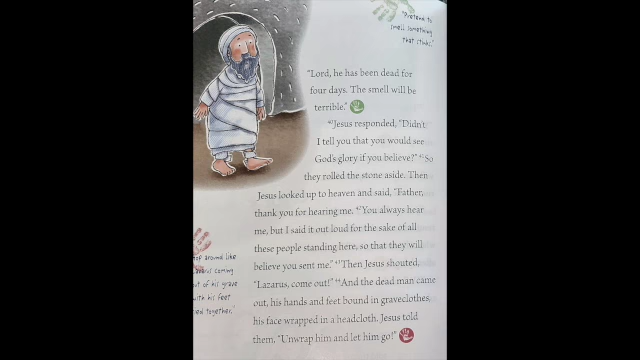 "Pretend to
smell something
that stinks."
"Lord, he has been dead for
four days. The smell will be
terrible."
⁴⁰Jesus responded, "Didn't
I tell you that you would see
God's glory if you believe?" ⁴¹So
they rolled the stone aside. Then
Jesus looked up to heaven and said, "Father,
thank you for hearing me. ⁴²You always hear
me, but I said it out loud for the sake of all
these people standing here, so that they will
believe you sent me." ⁴³Then Jesus shouted,
"Lazarus, come out!" ⁴⁴And the dead man came
out, his hands and feet bound in graveclothes,
his face wrapped in a headcloth. Jesus told
them, "Unwrap him and let him go!"
around like
coming
of his grave
with his feet
together."